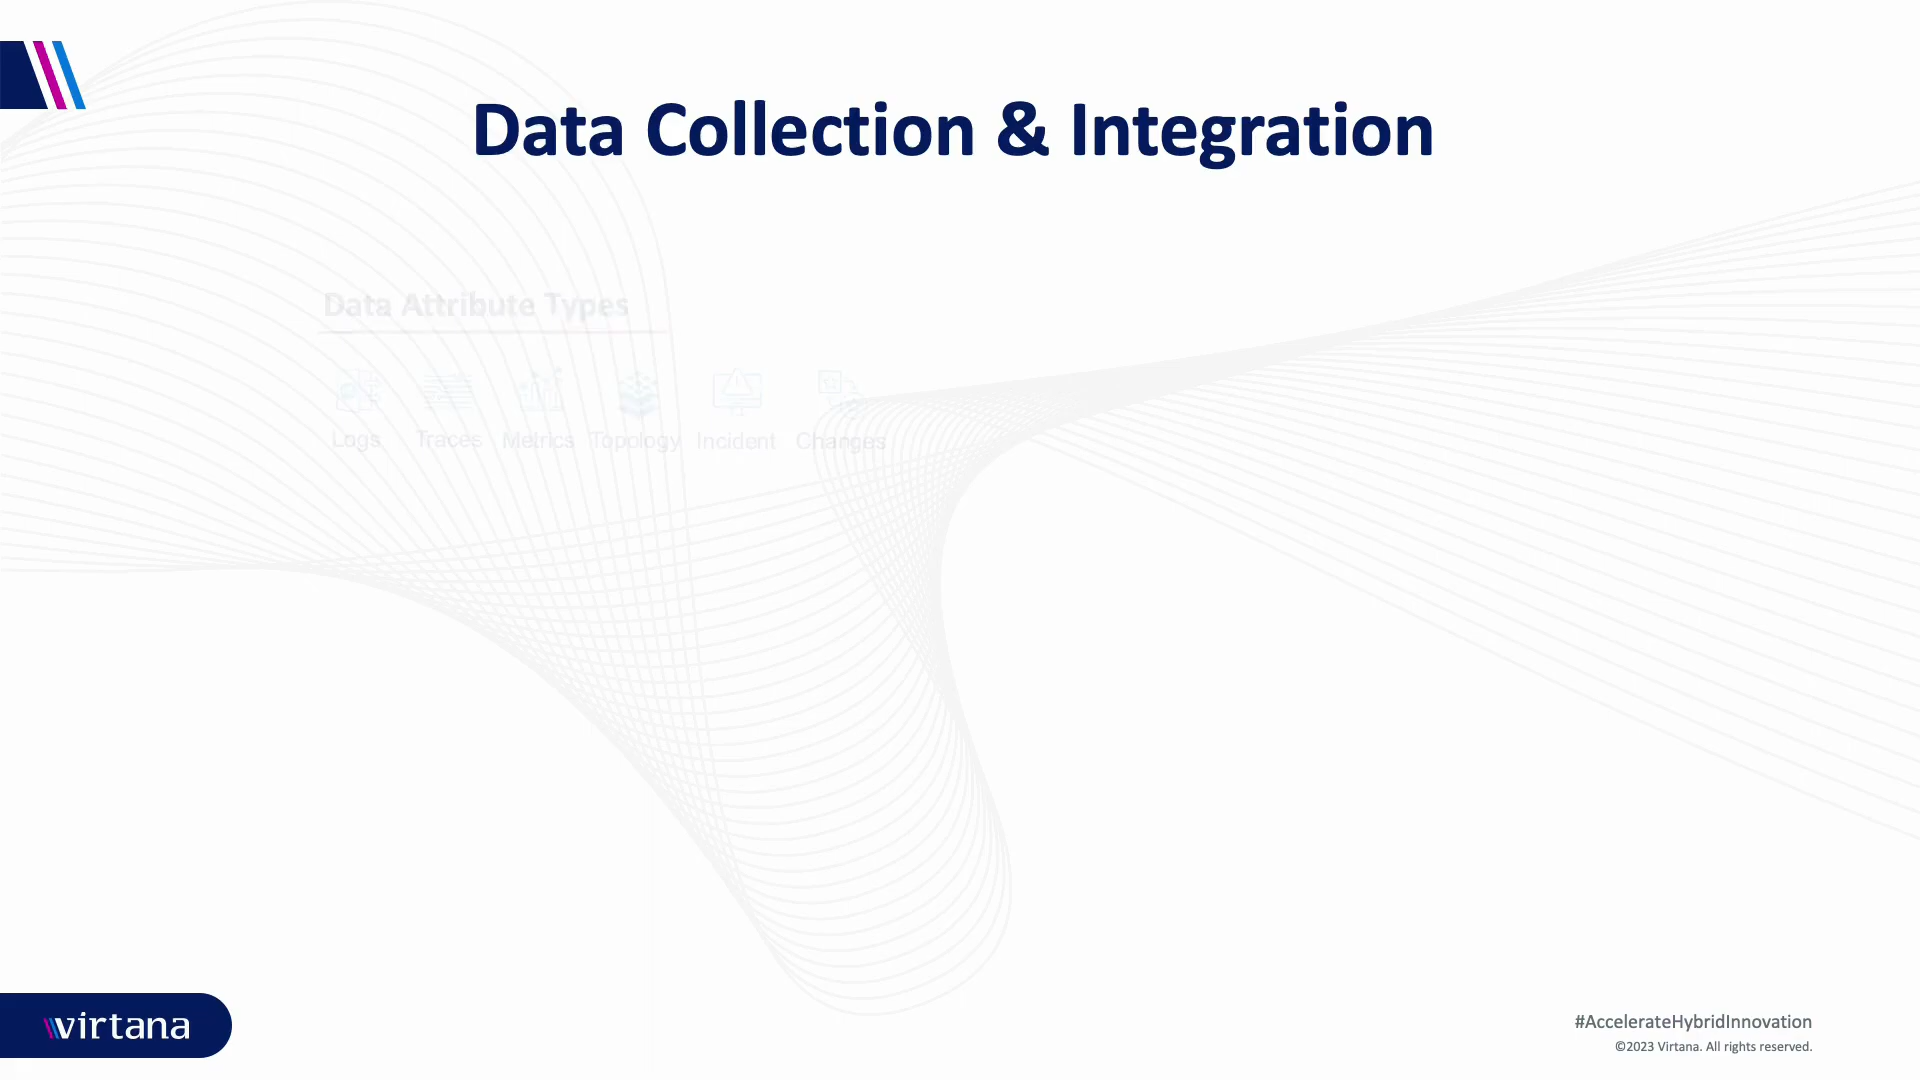 Data Collection & Integration
Data Attribute Types
Logs Traces Metrics Topology Incident Changes
virtana
#AccelerateHybridInnovation
©2023 Virtana. All rights reserved.